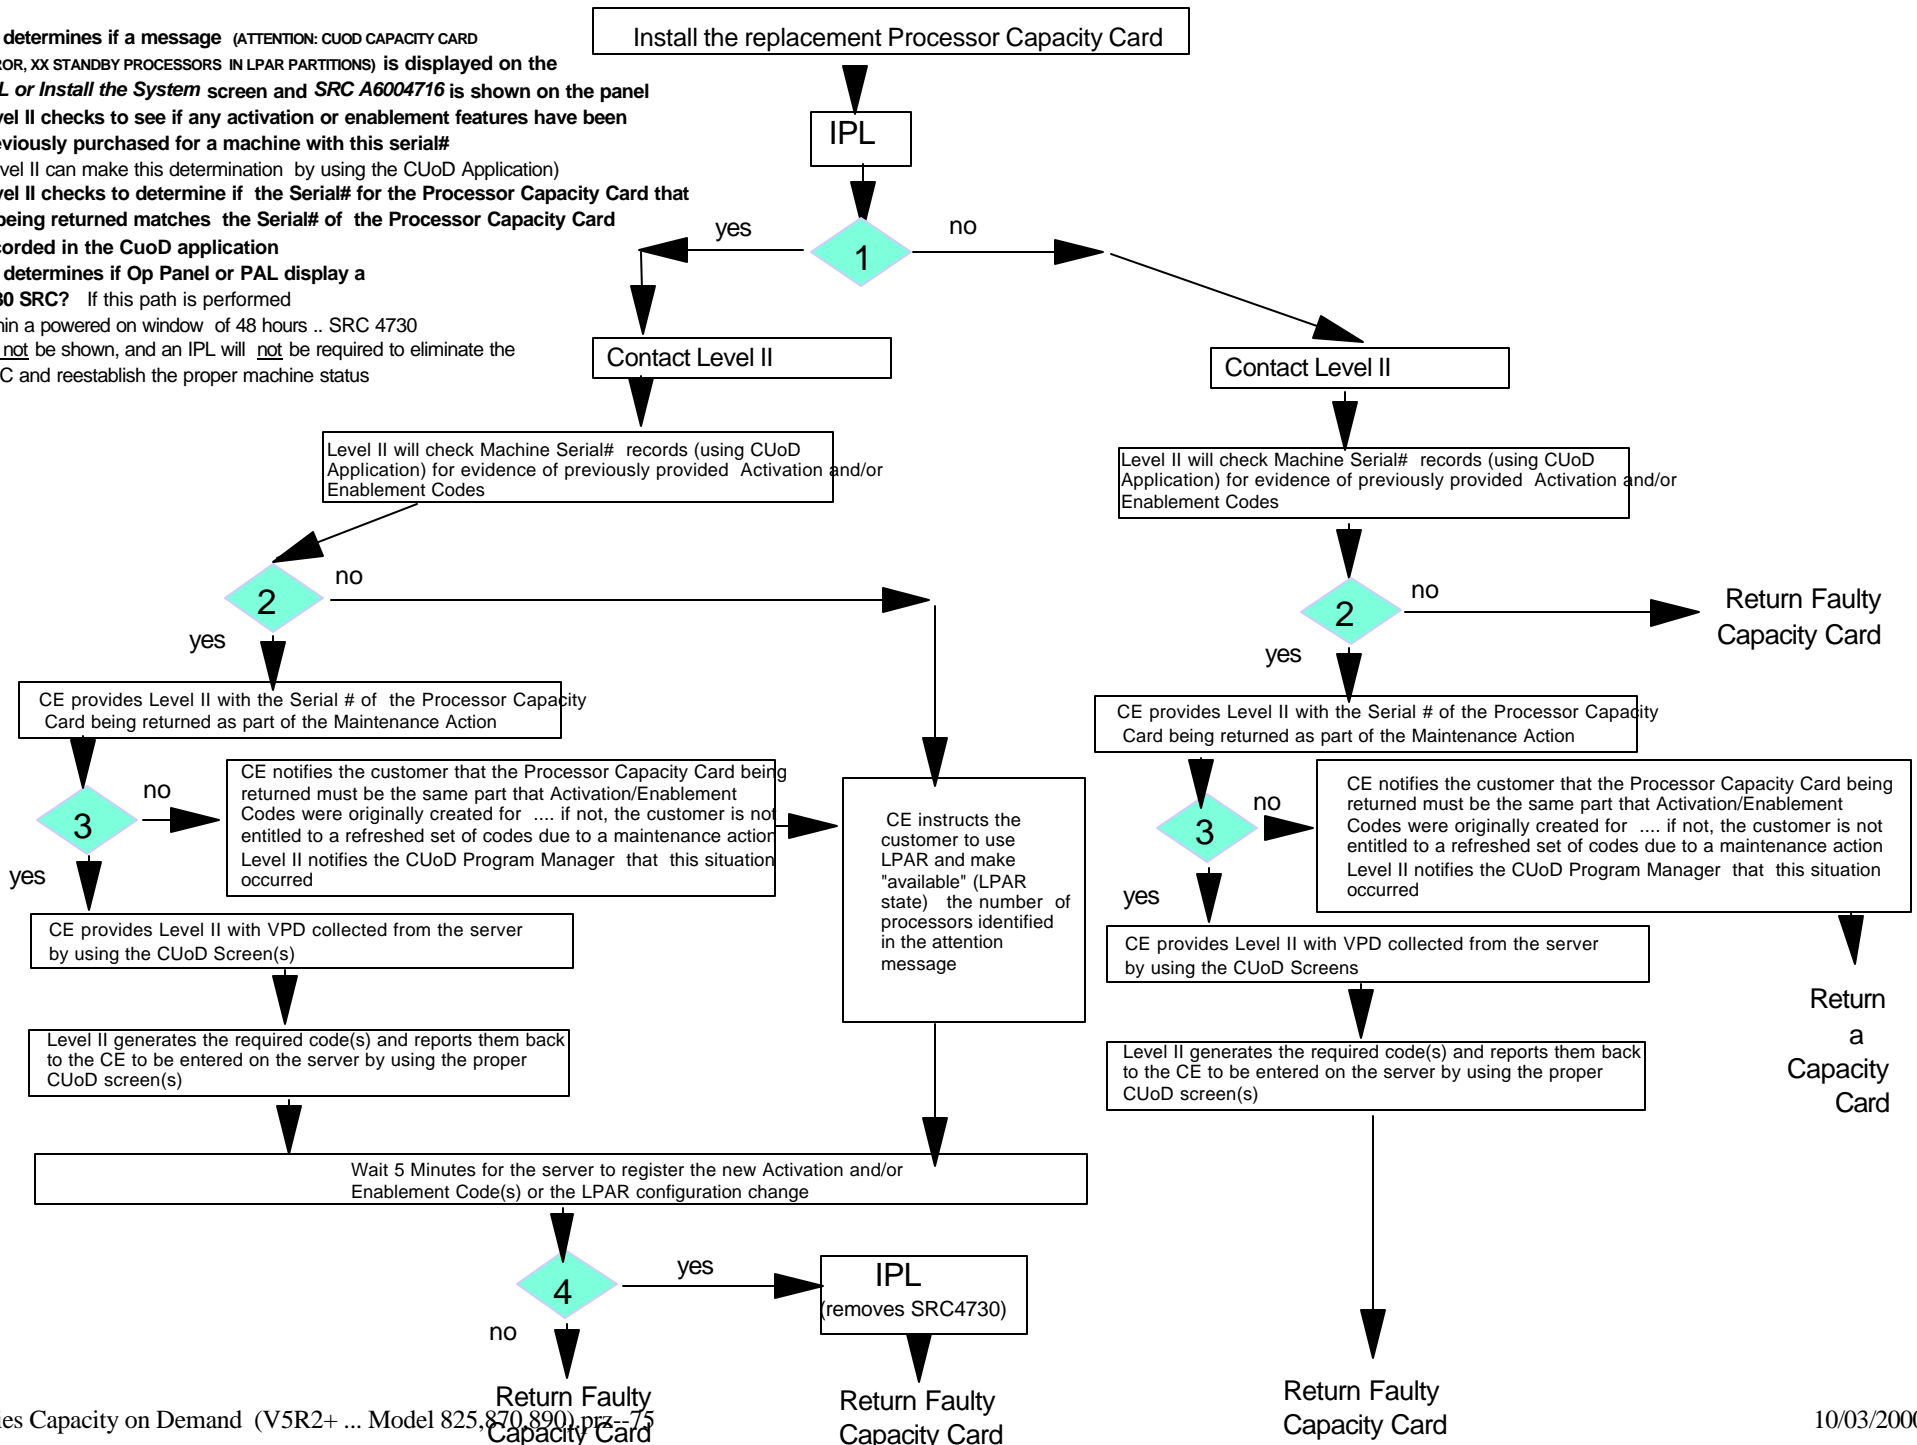 determines if a message (ATTENTION: CUOD CAPACITY CARD
XX STANDBY PROCESSORS IN LPAR PARTITIONS) is displayed on the
or Install the System screen and SRC A6004716 is shown on the panel
II checks to see if any activation or enablement features have been
purchased for a machine with this serial#
II can make this determination by using the CUoD Application)
II checks to determine if the Serial# for the Processor Capacity Card that
being returned matches the Serial# of the Processor Capacity Card
in the CuoD application
determines if Op Panel or PAL display a
SRC? If this path is performed
a powered on window of 48 hours .. SRC 4730
not be shown, and an IPL will not be required to eliminate the
and reestablish the proper machine status
Install the replacement Processor Capacity Card
IPL
1
yes
no
Contact Level II
Contact Level II
Level II will check Machine Serial# records (using CUoD
Application) for evidence of previously provided Activation and/or
Enablement Codes
Level II will check Machine Serial# records (using CUoD
Application) for evidence of previously provided Activation and/or
Enablement Codes
2
no
yes
2
no
yes
Return Faulty
Capacity Card
CE provides Level II with the Serial # of the Processor Capacity
Card being returned as part of the Maintenance Action
CE provides Level II with the Serial # of the Processor Capacity
Card being returned as part of the Maintenance Action
3
no
yes
CE notifies the customer that the Processor Capacity Card being
returned must be the same part that Activation/Enablement
Codes were originally created for .... if not, the customer is not
entitled to a refreshed set of codes due to a maintenance action
Level II notifies the CUoD Program Manager that this situation
occurred
CE instructs the
customer to use
LPAR and make
"available" (LPAR
state) the number of
processors identified
in the attention
message
3
no
yes
CE notifies the customer that the Processor Capacity Card being
returned must be the same part that Activation/Enablement
Codes were originally created for .... if not, the customer is not
entitled to a refreshed set of codes due to a maintenance action
Level II notifies the CUoD Program Manager that this situation
occurred
CE provides Level II with VPD collected from the server
by using the CUoD Screen(s)
CE provides Level II with VPD collected from the server
by using the CUoD Screens
Return
a
Capacity
Card
Level II generates the required code(s) and reports them back
to the CE to be entered on the server by using the proper
CUoD screen(s)
Level II generates the required code(s) and reports them back
to the CE to be entered on the server by using the proper
CUoD screen(s)
Wait 5 Minutes for the server to register the new Activation and/or
Enablement Code(s) or the LPAR configuration change
4
yes
no
IPL
(removes SRC4730)
Return Faulty
Capacity Card
Return Faulty
Capacity Card
Return Faulty
Capacity Card
Capacity on Demand (V5R2+ ... Model 825,870,890).prz--75
10/03/200